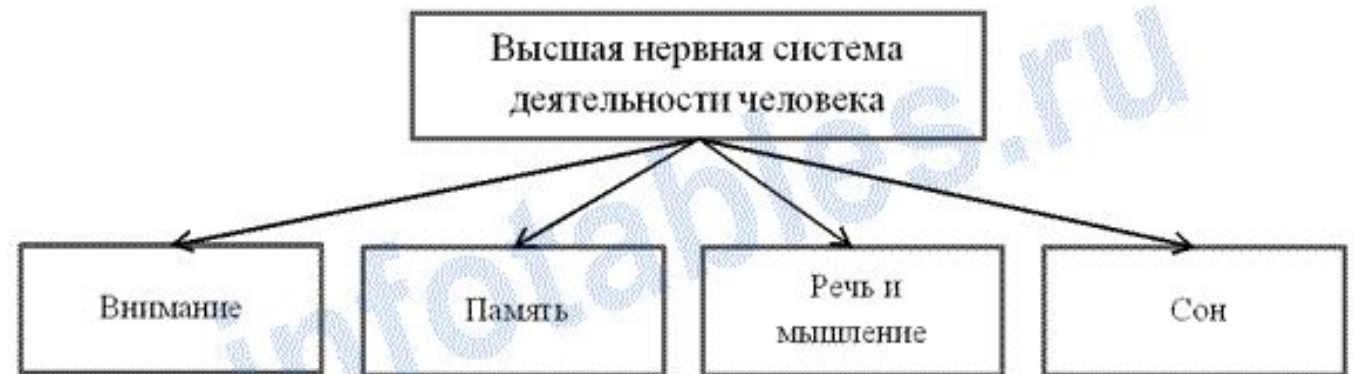 Высшая нервная система
деятельности человека
Внимание
Память
Речь и
мышление
Сон
infotables.ru